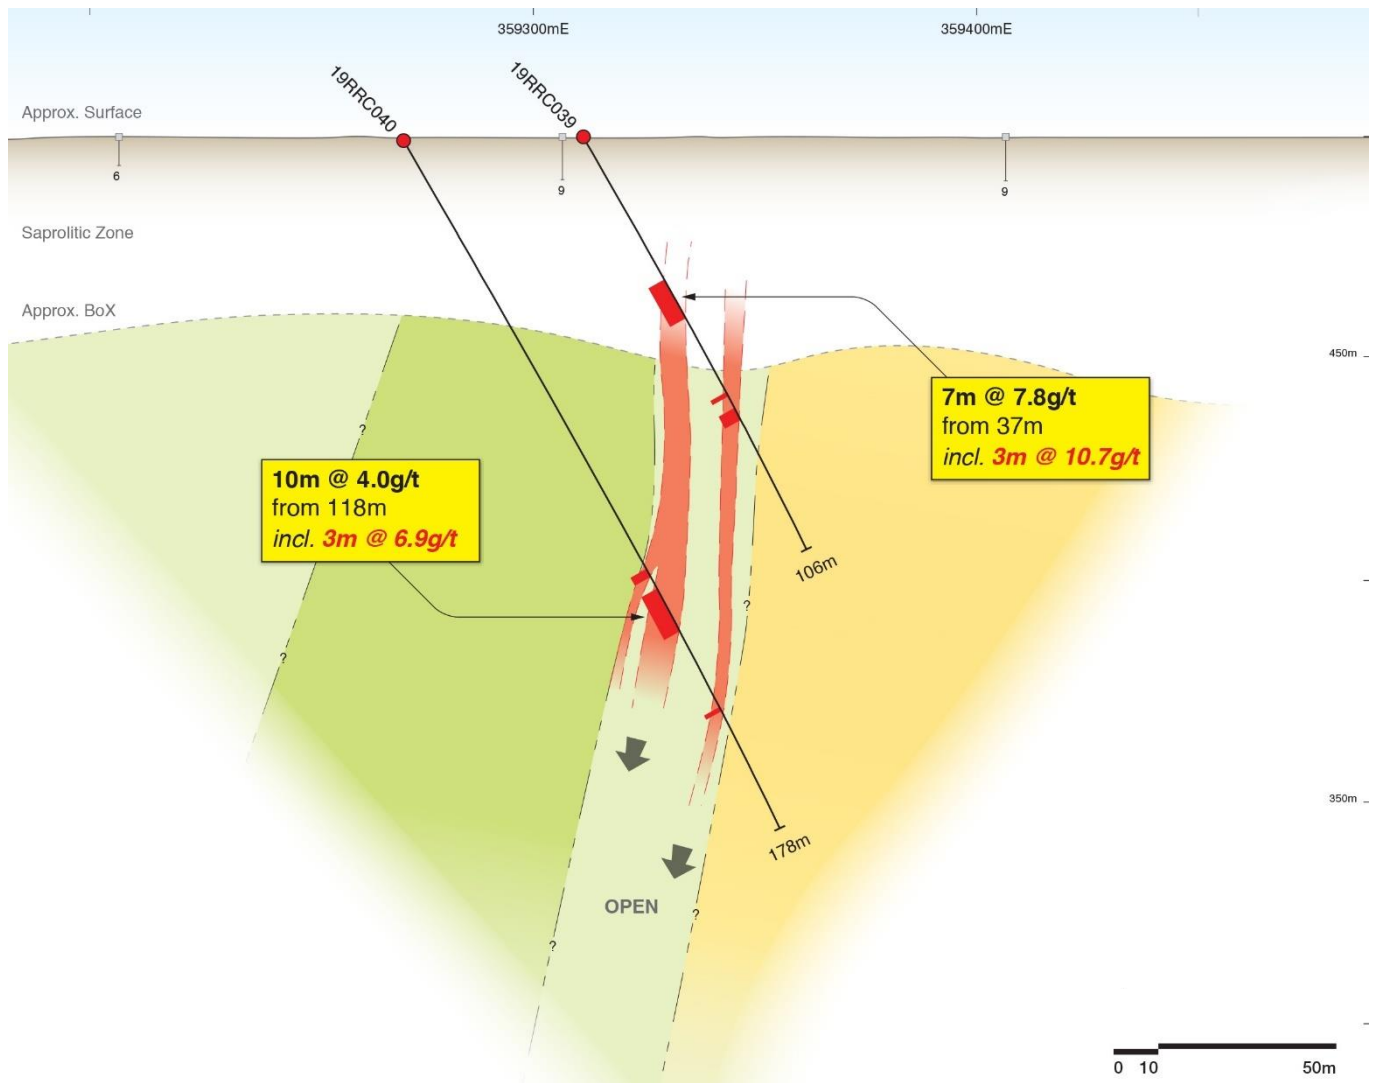 359300mE
359400mE
19RRC040
19RRC039
Approx. Surface
6
9
9
Saprolitic Zone
Approx. BoX
450m
7m @ 7.8g/t
from 37m
incl. 3m @ 10.7g/t
?
10m @ 4.0g/t
from 118m
incl. 3m @ 6.9g/t
106m
?
?
350m
178m
OPEN
?
?
0 10 50m